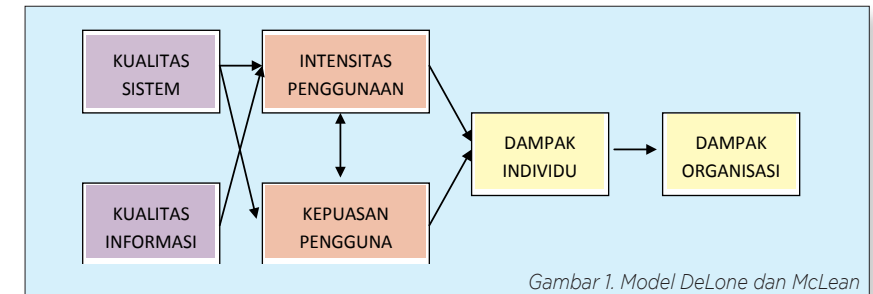 KUALITAS
SISTEM
INTENSITAS
PENGGUNAAN
DAMPAK
INDIVIDU
DAMPAK
ORGANISASI
KUALITAS
INFORMASI
KEPUASAN
PENGGUNA
Gambar 1. Model DeLone dan McLean